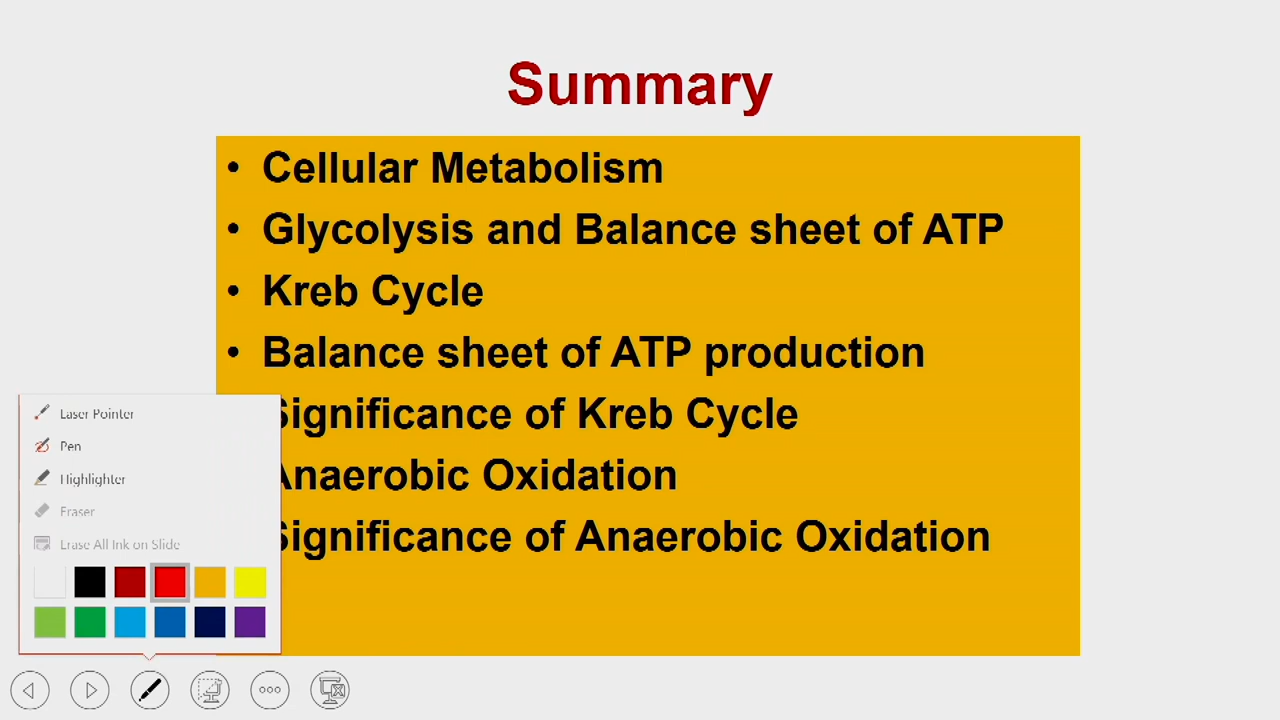 Summary
• Cellular Metabolism
• Glycolysis and Balance sheet of ATP
• Kreb Cycle
• Balance sheet of ATP production
Significance of Kreb Cycle
Anaerobic Oxidation
Significance of Anaerobic Oxidation
Laser Pointer
Pen
Highlighter
Eraser
Erase All Ink on Slide